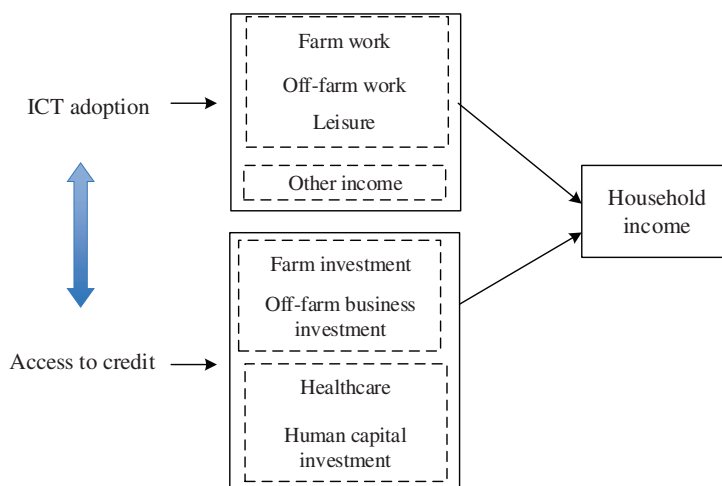 Farm work
ICT adoption
Off-farm work
Leisure
Other income
Household
income
Farm investment
Off-farm business
investment
Access to credit
Healthcare
Human capital
investment